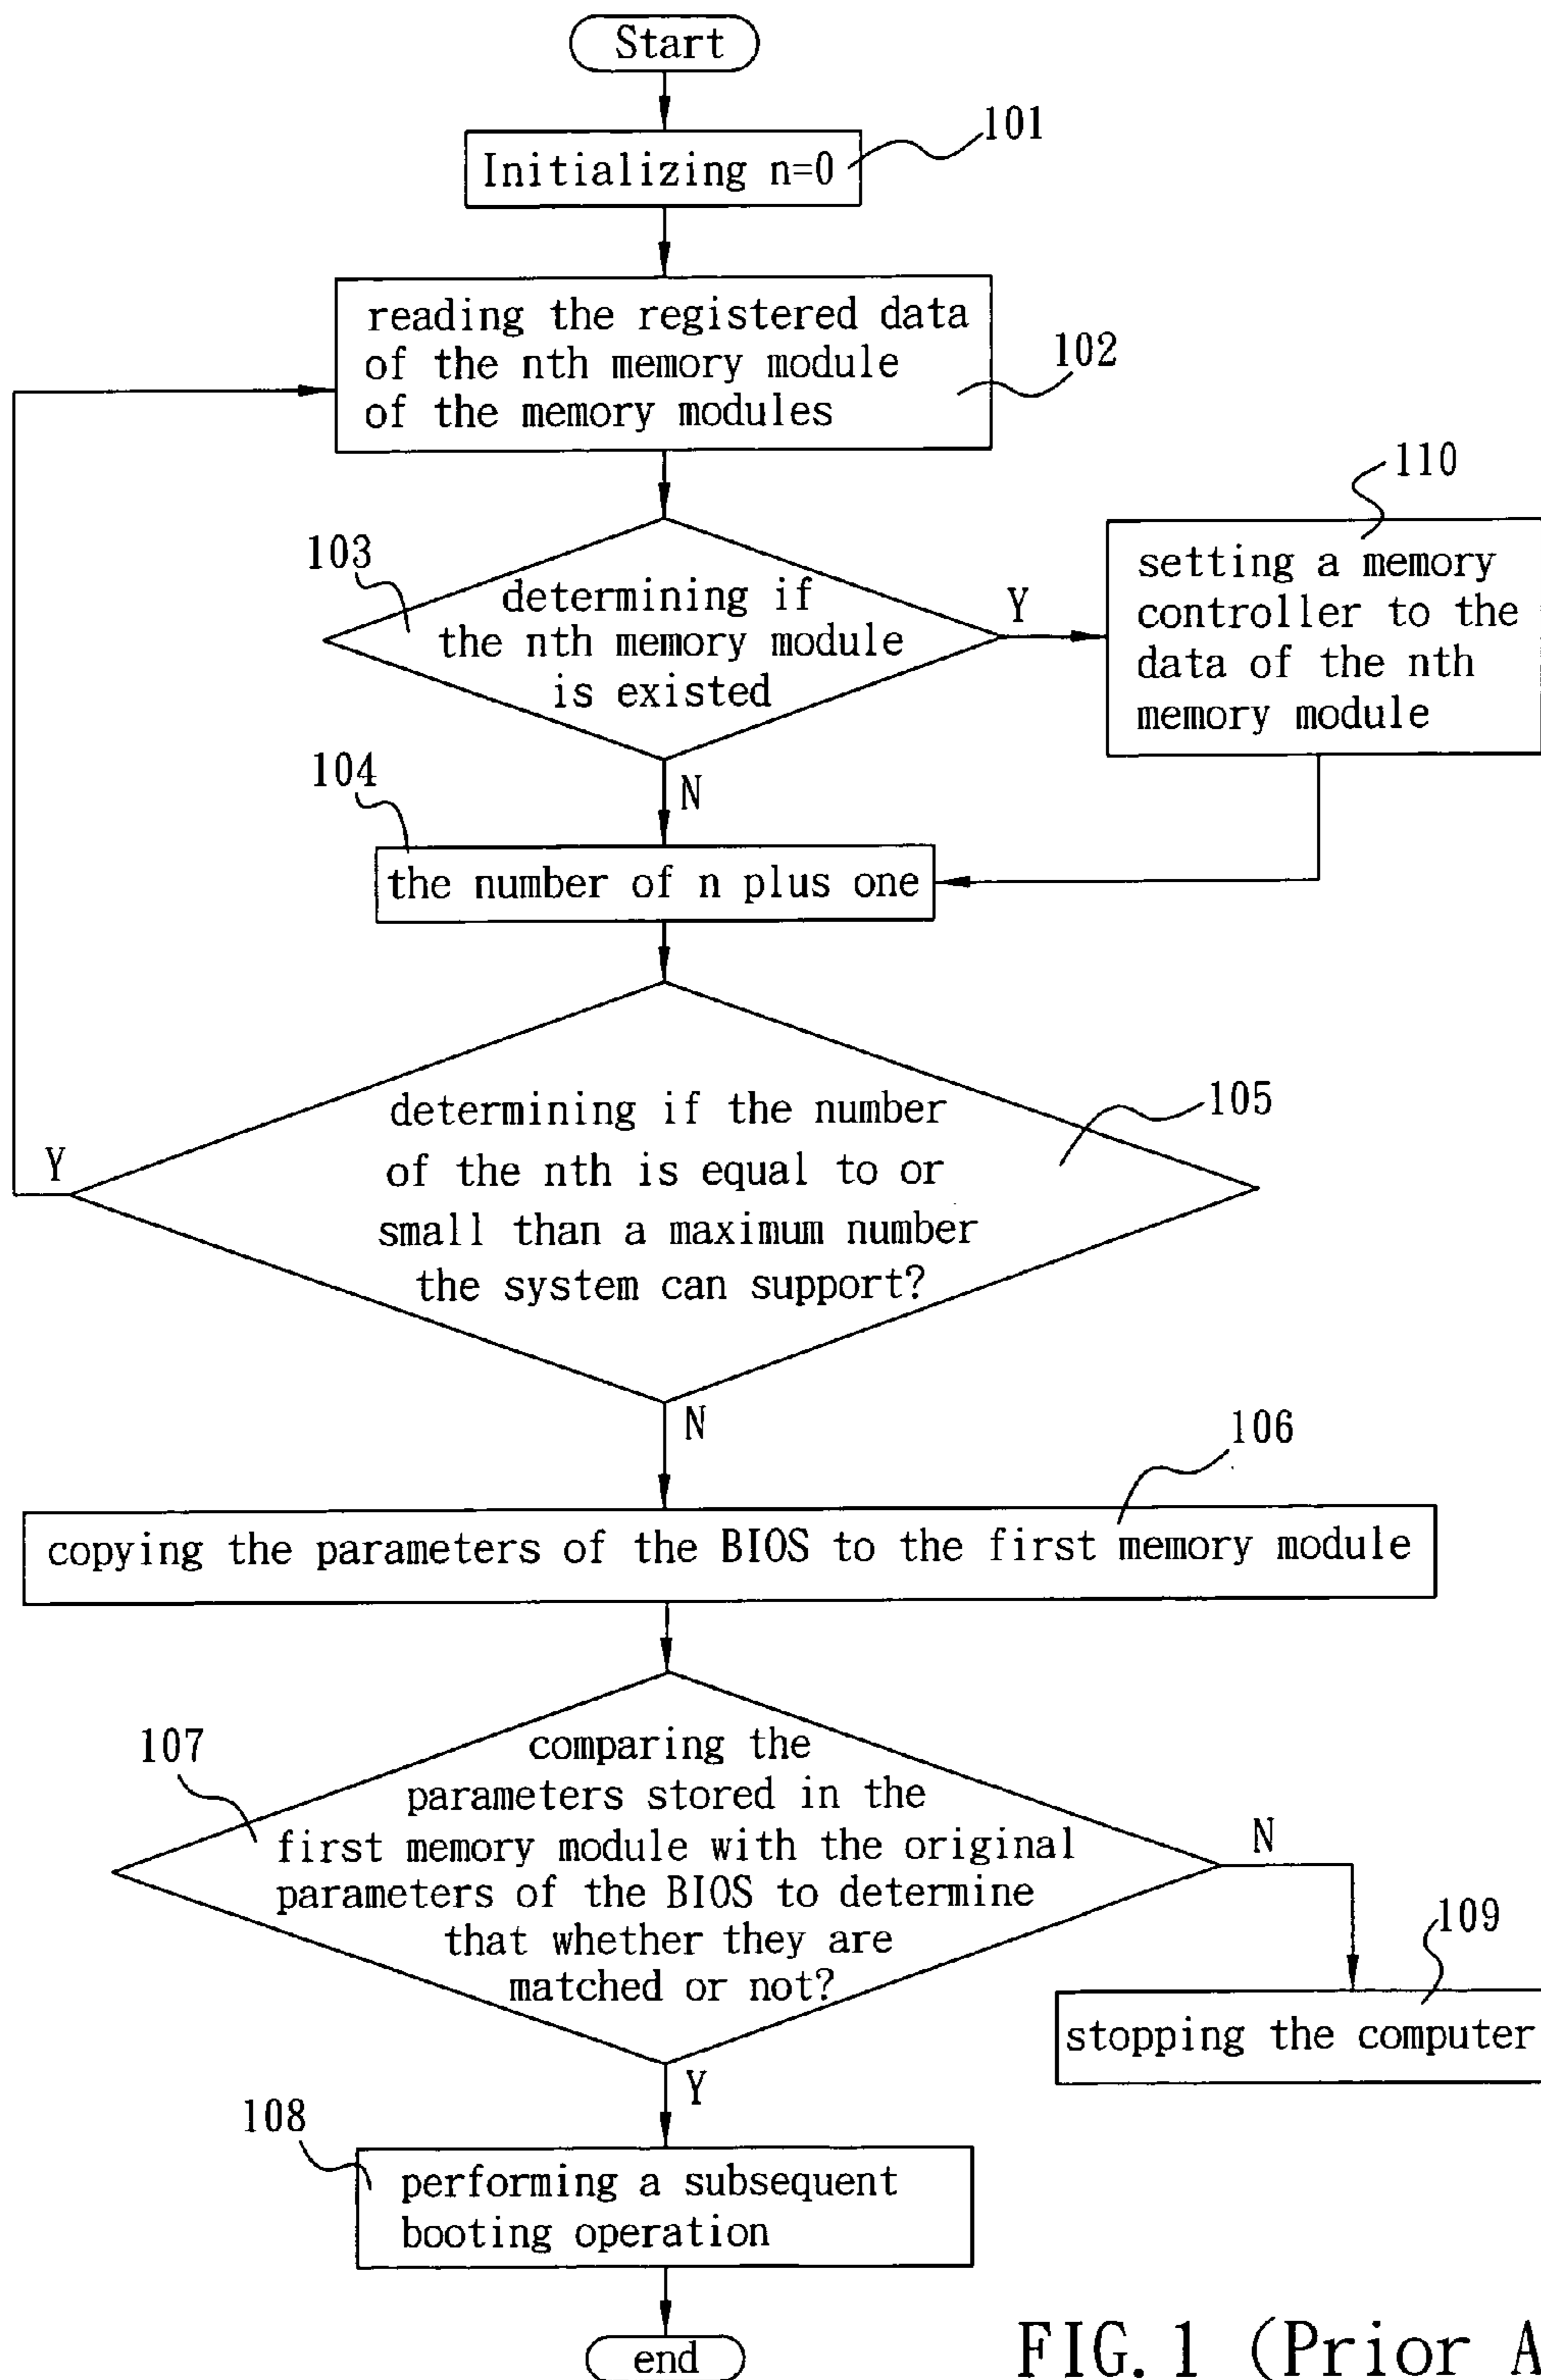 Start
101
Initializing n=0
reading the registered data
of the nth memory module
of the memory modules
102
110
103
determining if
the nth memory module
is existed
Y
setting a memory
controller to the
data of the nth
memory module
104
N
the number of n plus one
determining if the number
of the nth is equal to or
small than a maximum number
the system can support?
105
Y
N
106
copying the parameters of the BIOS to the first memory module
107
comparing the
parameters stored in the
first memory module with the original
parameters of the BIOS to determine
that whether they are
matched or not?
N
109
stopping the computer
Y
108
performing a subsequent
booting operation
end
FIG.1 (Prior A